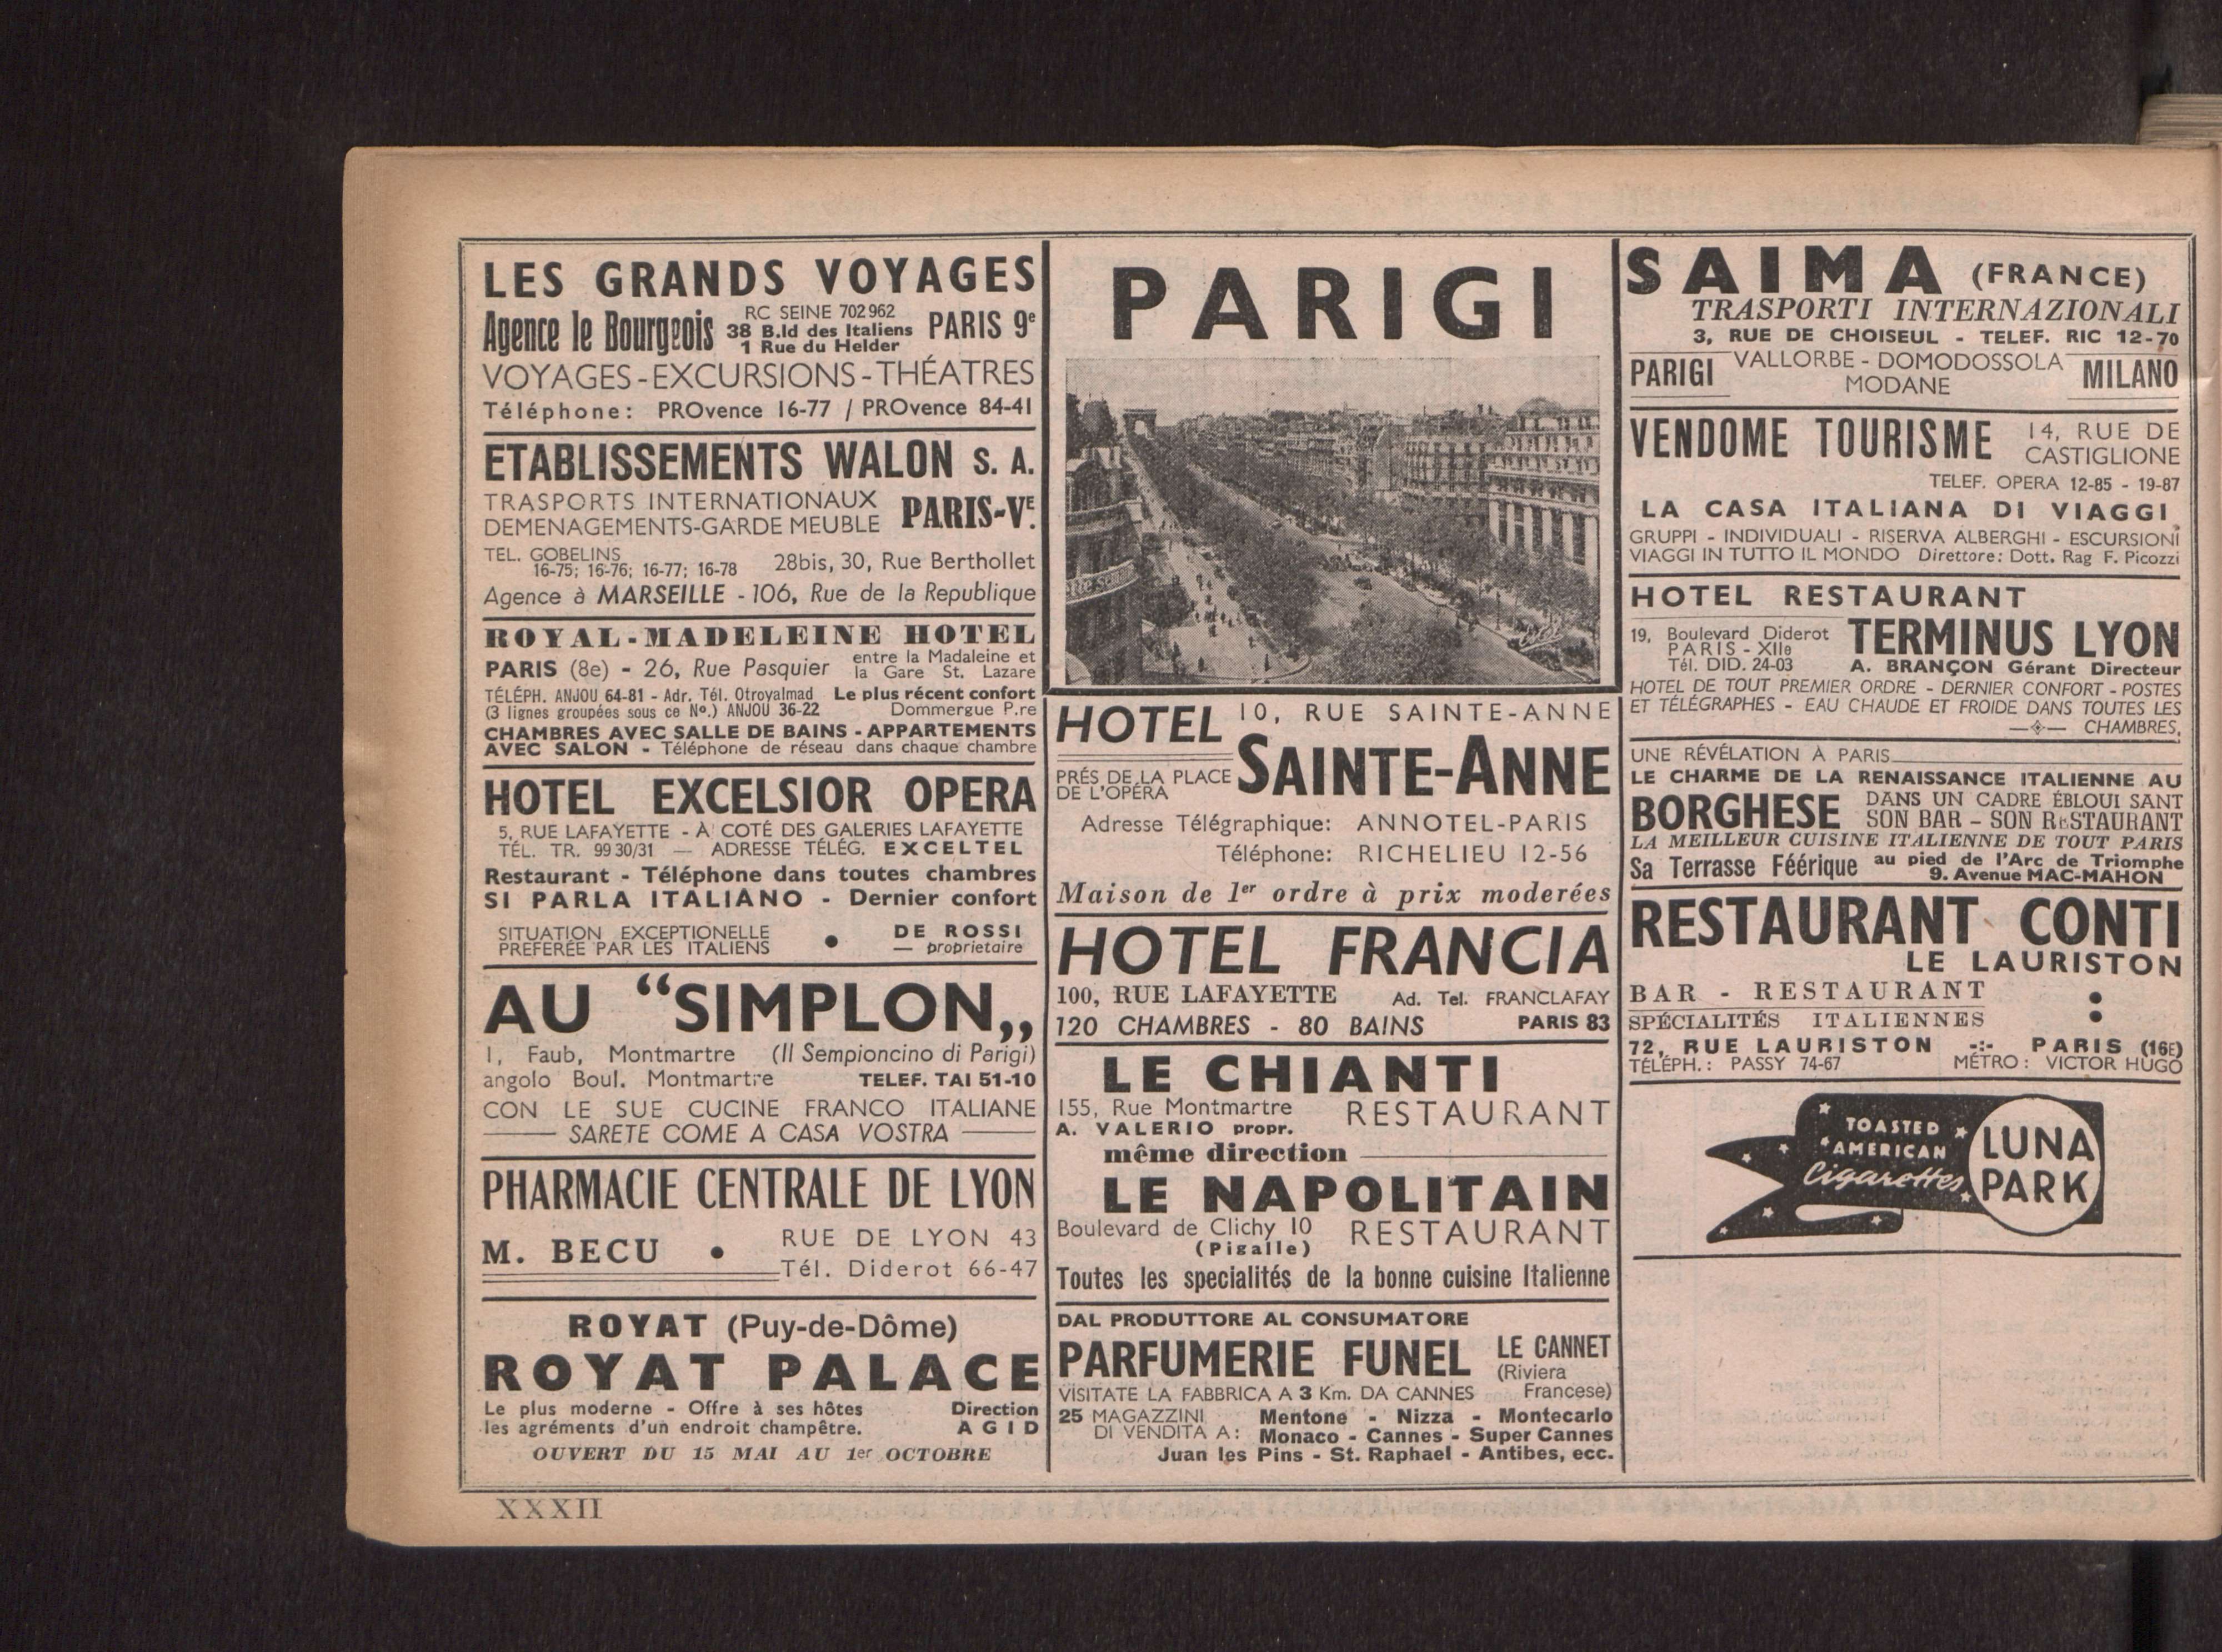 LES GRANDS VOYAGES
Agence le Bourgeois RC SEINE 702962 PARIS 9e
38 B.ld des Italiens
1 Rue du Helder
VOYAGES - EXCURSIONS - THÉATRES
Téléphone: PROvence 16-77 / PROvence 84-41
ETABLISSEMENTS WALON S. A.
TRASPORTS INTERNATIONAUX PARIS-Ve.
DEMENAGEMENTS-GARDE MEUBLE
TEL. GOBELINS
16-75; 16-76; 16-77; 16-78 28bis, 30, Rue Berthollet
Agence à MARSEILLE - 106, Rue de la Republique
ROYAL-MADELEINE HOTEL
PARIS (8e) - 26, Rue Pasquier entre la Madaleine et
la Gare St. Lazare
TÉLÉPH. ANJOU 64-81 - Adr. Tél. Otroyalmad Le plus récent confort
(3 lignes groupées sous ce No.) ANJOU 36-22 Dommergue P.re
CHAMBRES AVEC SALLE DE BAINS - APPARTEMENTS
AVEC SALON - Téléphone de réseau dans chaque chambre
HOTEL EXCELSIOR OPERA
5, RUE LAFAYETTE - À COTÉ DES GALERIES LAFAYETTE
TÉL. TR. 99 30/31 — ADRESSE TÉLÉG. EXCELTEL
Restaurant - Téléphone dans toutes chambres
SI PARLA ITALIANO - Dernier confort
SITUATION EXCEPTIONELLE DE ROSSI
PREFERÉE PAR LES ITALIENS • — proprietaire
AU “SIMPLON„
1, Faub, Montmartre (Il Sempioncino di Parigi)
angolo Boul. Montmartre TELEF. TAI 51-10
CON LE SUE CUCINE FRANCO ITALIANE
SARETE COME A CASA VOSTRA
PHARMACIE CENTRALE DE LYON
M. BECU • RUE DE LYON 43
Tél. Diderot 66-47
ROYAT (Puy-de-Dôme)
ROYAT PALACE
Le plus moderne - Offre à ses hôtes Direction
les agréments d'un endroit champêtre. AGID
OUVERT DU 15 MAI AU 1er OCTOBRE
XXXII
PARIGI
HOTEL 10, RUE SAINTE-ANNE
PRÉS DE LA PLACE SAINTE-ANNE
DE L'OPÉRA
Adresse Télégraphique: ANNOTEL-PARIS
Téléphone: RICHELIEU 12-56
Maison de 1er ordre à prix moderées
HOTEL FRANCIA
100, RUE LAFAYETTE Ad. Tel. FRANCLAFAY
120 CHAMBRES - 80 BAINS PARIS 83
LE CHIANTI
155, Rue Montmartre RESTAURANT
A. VALERIO propr.
même direction
LE NAPOLITAIN
Boulevard de Clichy 10 RESTAURANT
(Pigalle)
Toutes les specialités de la bonne cuisine Italienne
DAL PRODUTTORE AL CONSUMATORE
PARFUMERIE FUNEL LE CANNET
(Riviera
VISITATE LA FABBRICA A 3 Km. DA CANNES Francese)
25 MAGAZZINI Mentone - Nizza - Montecarlo
DI VENDITA A: Monaco - Cannes - Super Cannes
Juan les Pins - St. Raphael - Antibes, ecc.
SAIMA (FRANCE)
TRASPORTI INTERNAZIONALI
3, RUE DE CHOISEUL - TELEF. RIC 12-70
PARIGI VALLORBE - DOMODOSSOLA MILANO
MODANE
VENDOME TOURISME 14, RUE DE
CASTIGLIONE
TELEF. OPERA 12-85 - 19-87
LA CASA ITALIANA DI VIAGGI
GRUPPI - INDIVIDUALI - RISERVA ALBERGHI - ESCURSIONI
VIAGGI IN TUTTO IL MONDO Direttore: Dott. Rag F. Picozzi
HOTEL RESTAURANT
19, Boulevard Diderot TERMINUS LYON
PARIS - XIIe
Tél. DID. 24-03 A. BRANÇON Gérant Directeur
HOTEL DE TOUT PREMIER ORDRE - DERNIER CONFORT - POSTES
ET TÉLÉGRAPHES - EAU CHAUDE ET FROIDE DANS TOUTES LES
CHAMBRES,
UNE RÉVÉLATION À PARIS
LE CHARME DE LA RENAISSANCE ITALIENNE AU
BORGHESE DANS UN CADRE ÉBLOUI SANT
SON BAR - SON RESTAURANT
LA MEILLEUR CUISINE ITALIENNE DE TOUT PARIS
Sa Terrasse Féérique au pied de l'Arc de Triomphe
9. Avenue MAC-MAHON
RESTAURANT CONTI
LE LAURISTON
BAR - RESTAURANT
SPÉCIALITÉS ITALIENNES
72, RUE LAURISTON -:- PARIS (16E)
TÉLÉPH.: PASSY 74-67 MÉTRO: VICTOR HUGO
TOASTED
AMERICAN
Cigarettes
LUNA
PARK